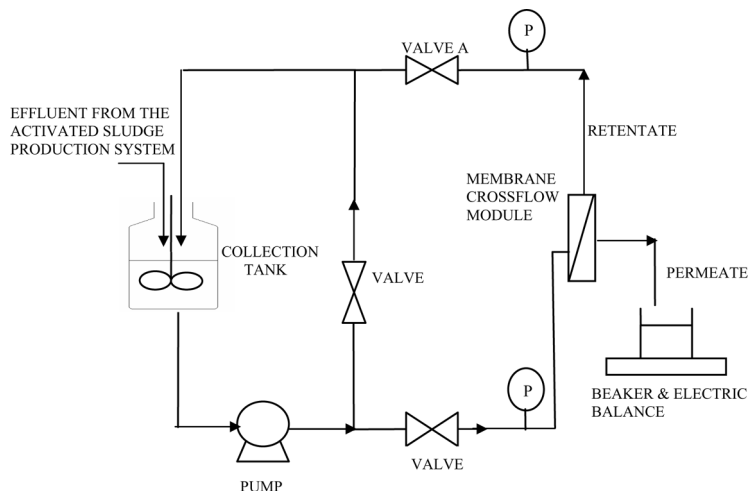 P
VALVE A
EFFLUENT FROM THE
ACTIVATED SLUDGE
PRODUCTION SYSTEM
RETENTATE
MEMBRANE
CROSSFLOW
MODULE
COLLECTION
TANK
VALVE
PERMEATE
P
BEAKER & ELECTRIC
BALANCE
VALVE
PUMP